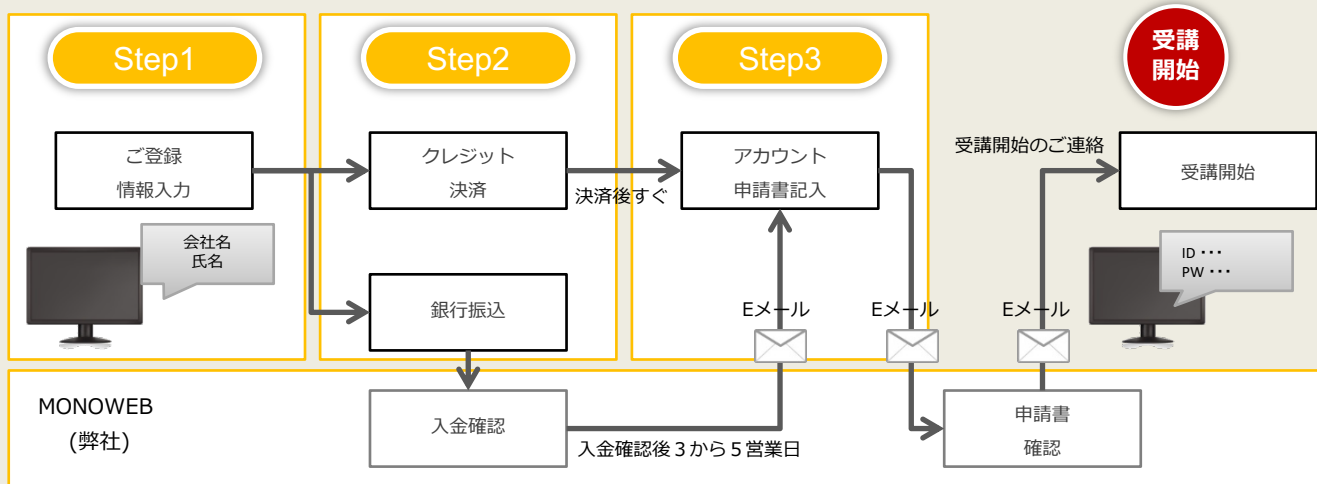 Step1
Step2
Step3
受講
開始
ご登録
情報入力
クレジット
決済
決済後すぐ
アカウント
申請書記入
受講開始のご連絡
受講開始
会社名
氏名
ID ･･･
PW ･･･
銀行振込
Eメール
Eメール
Eメール
MONOWEB
(弊社)
入金確認
入金確認後３から５営業日
申請書
確認